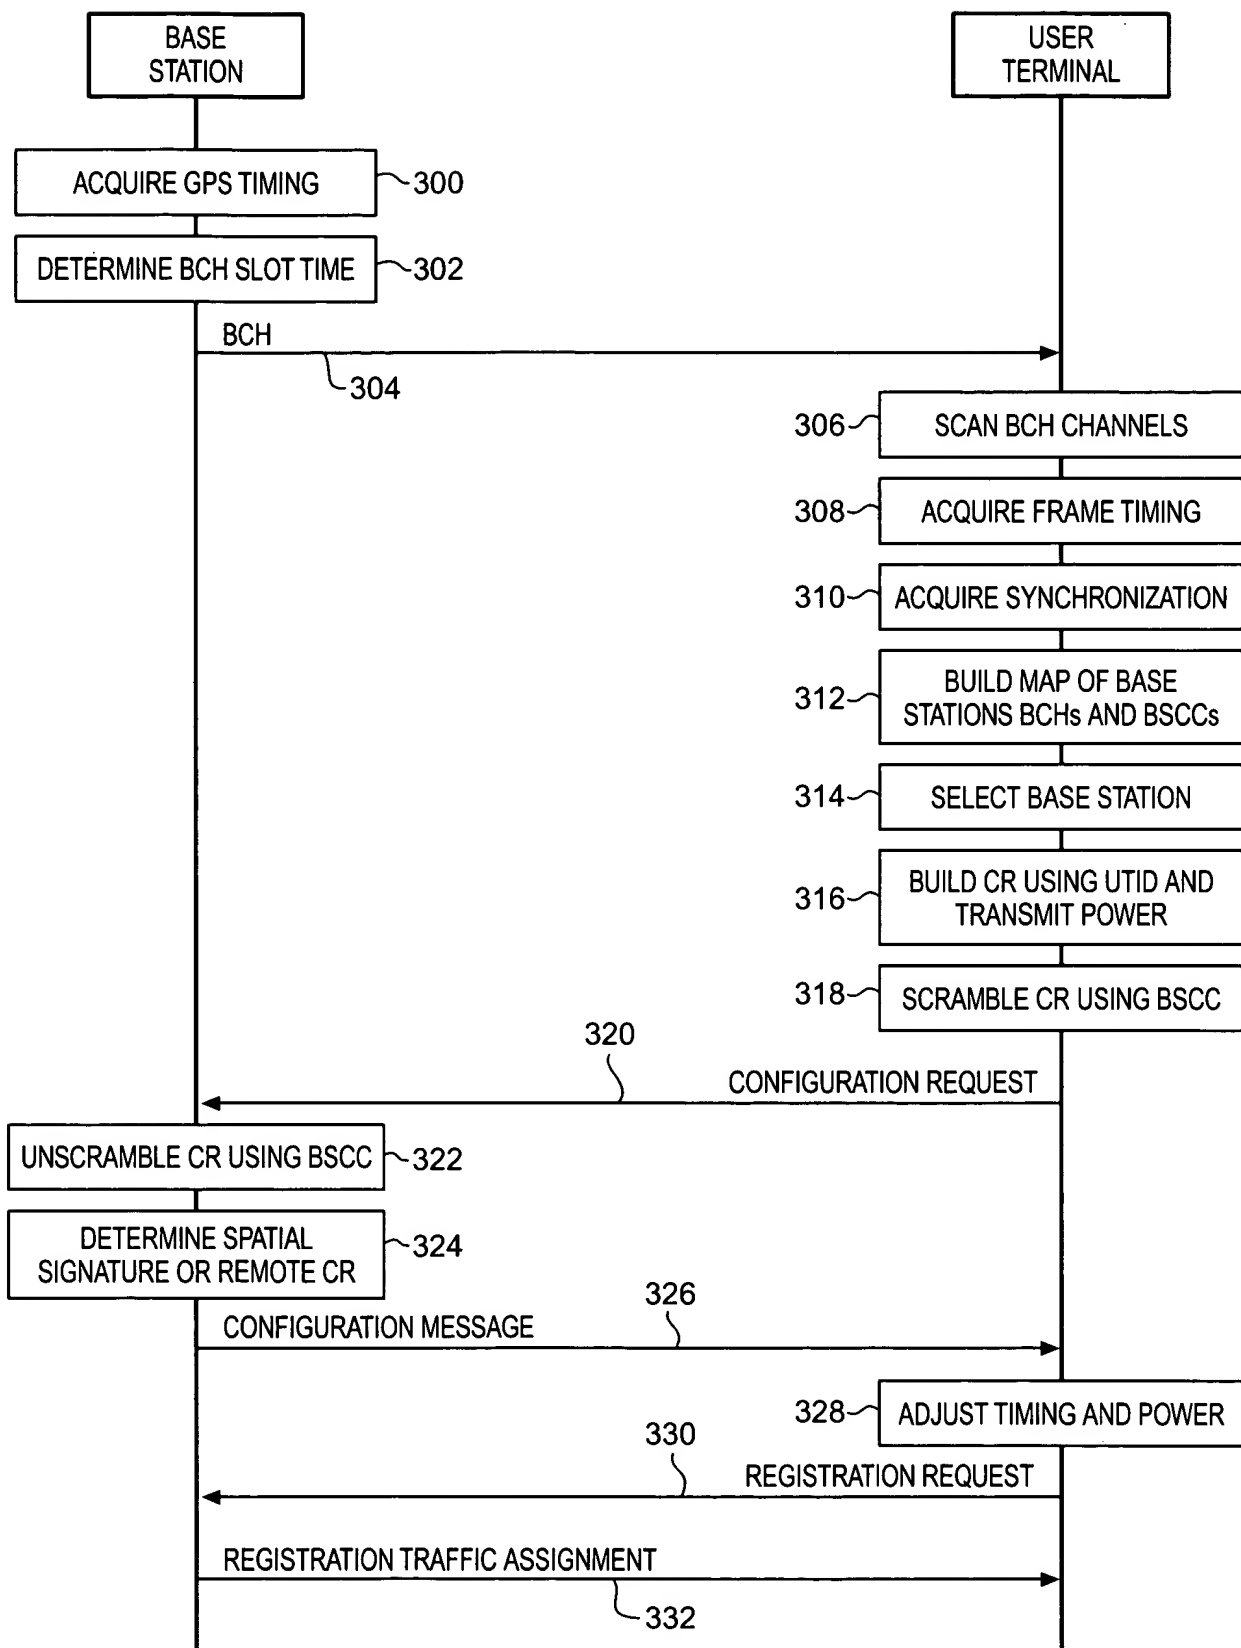 BASE
STATION
USER
TERMINAL
ACQUIRE GPS TIMING
300
DETERMINE BCH SLOT TIME
302
BCH
304
306
SCAN BCH CHANNELS
308
ACQUIRE FRAME TIMING
310
ACQUIRE SYNCHRONIZATION
312
BUILD MAP OF BASE
STATIONS BCHs AND BSCCs
314
SELECT BASE STATION
316
BUILD CR USING UTID AND
TRANSMIT POWER
318
SCRAMBLE CR USING BSCC
320
CONFIGURATION REQUEST
UNSCRAMBLE CR USING BSCC
322
DETERMINE SPATIAL
SIGNATURE OR REMOTE CR
324
CONFIGURATION MESSAGE
326
328
ADJUST TIMING AND POWER
330
REGISTRATION REQUEST
REGISTRATION TRAFFIC ASSIGNMENT
332